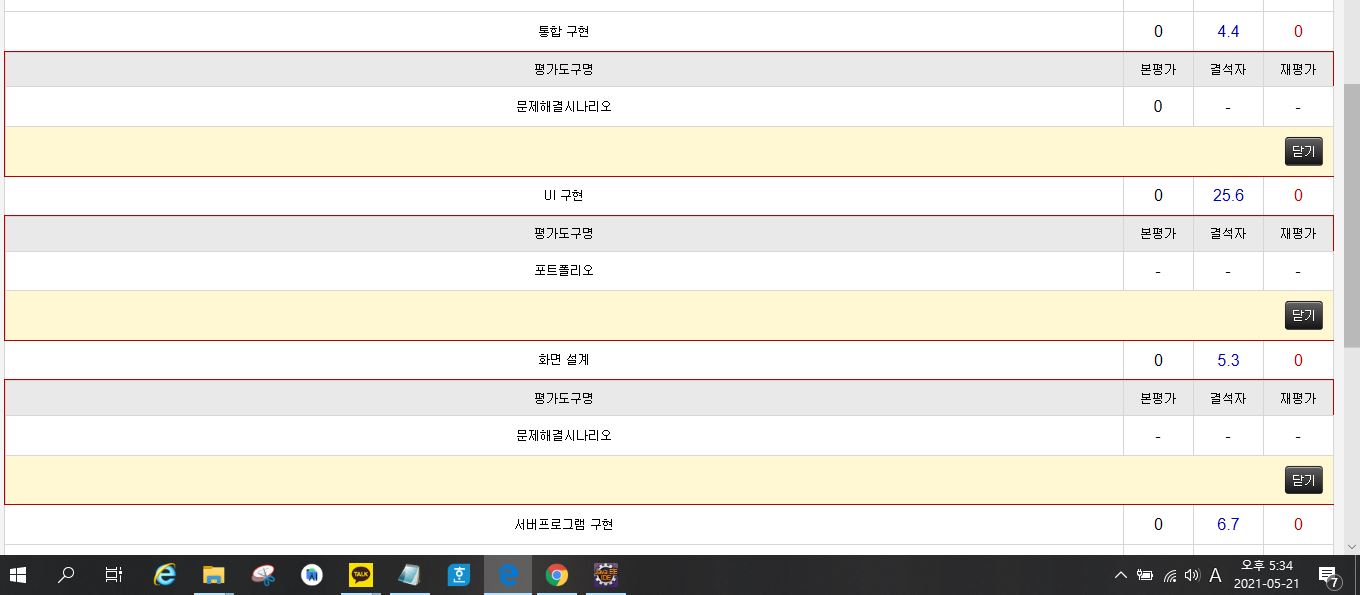 통합 구현 0 4.4 0
평가도구명 본평가 결석자 재평가
문제해결시나리오 0 - -
닫기
UI 구현 0 25.6 0
평가도구명 본평가 결석자 재평가
포트폴리오 - - -
닫기
화면 설계 0 5.3 0
평가도구명 본평가 결석자 재평가
문제해결시나리오 - - -
닫기
서버프로그램 구현 0 6.7 0
TALK
호
Java EE
IDE
A
오후 5:34
2021-05-21
7